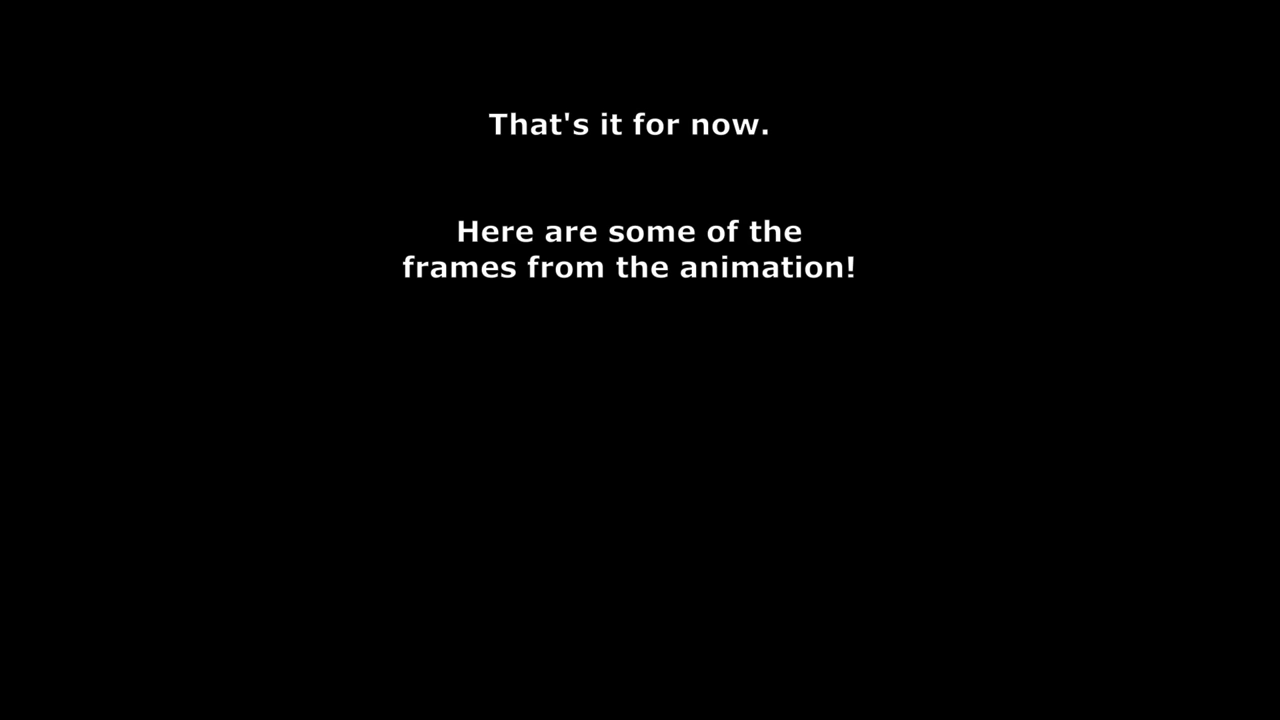 That's it for now.
Here are some of the
frames from the animation!